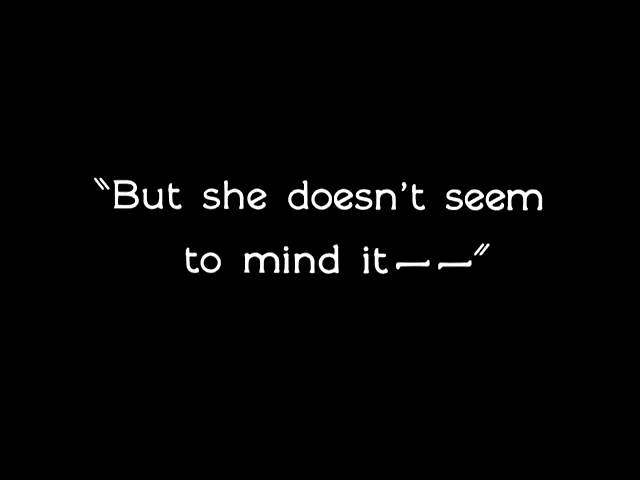 "But she doesn't seem
to mind it——"